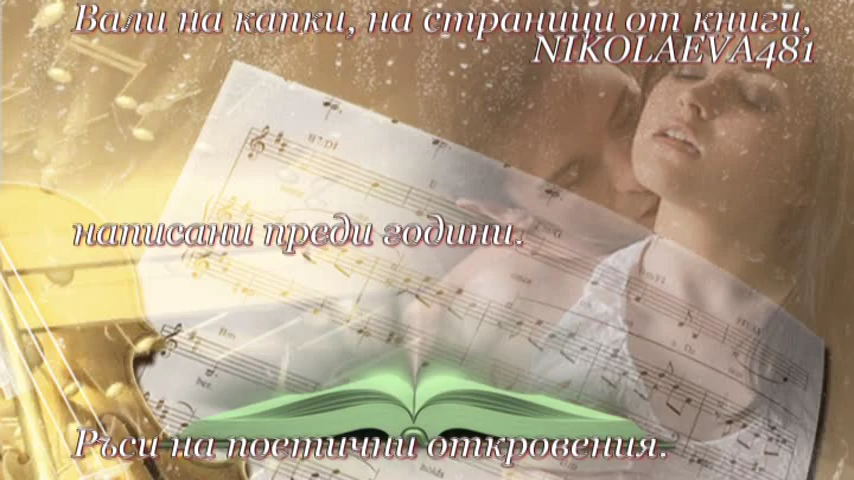 Вали на капки, на страници от книги,
NIKOLAEVA481
написани преди години.
Ръси на поетични откровения.